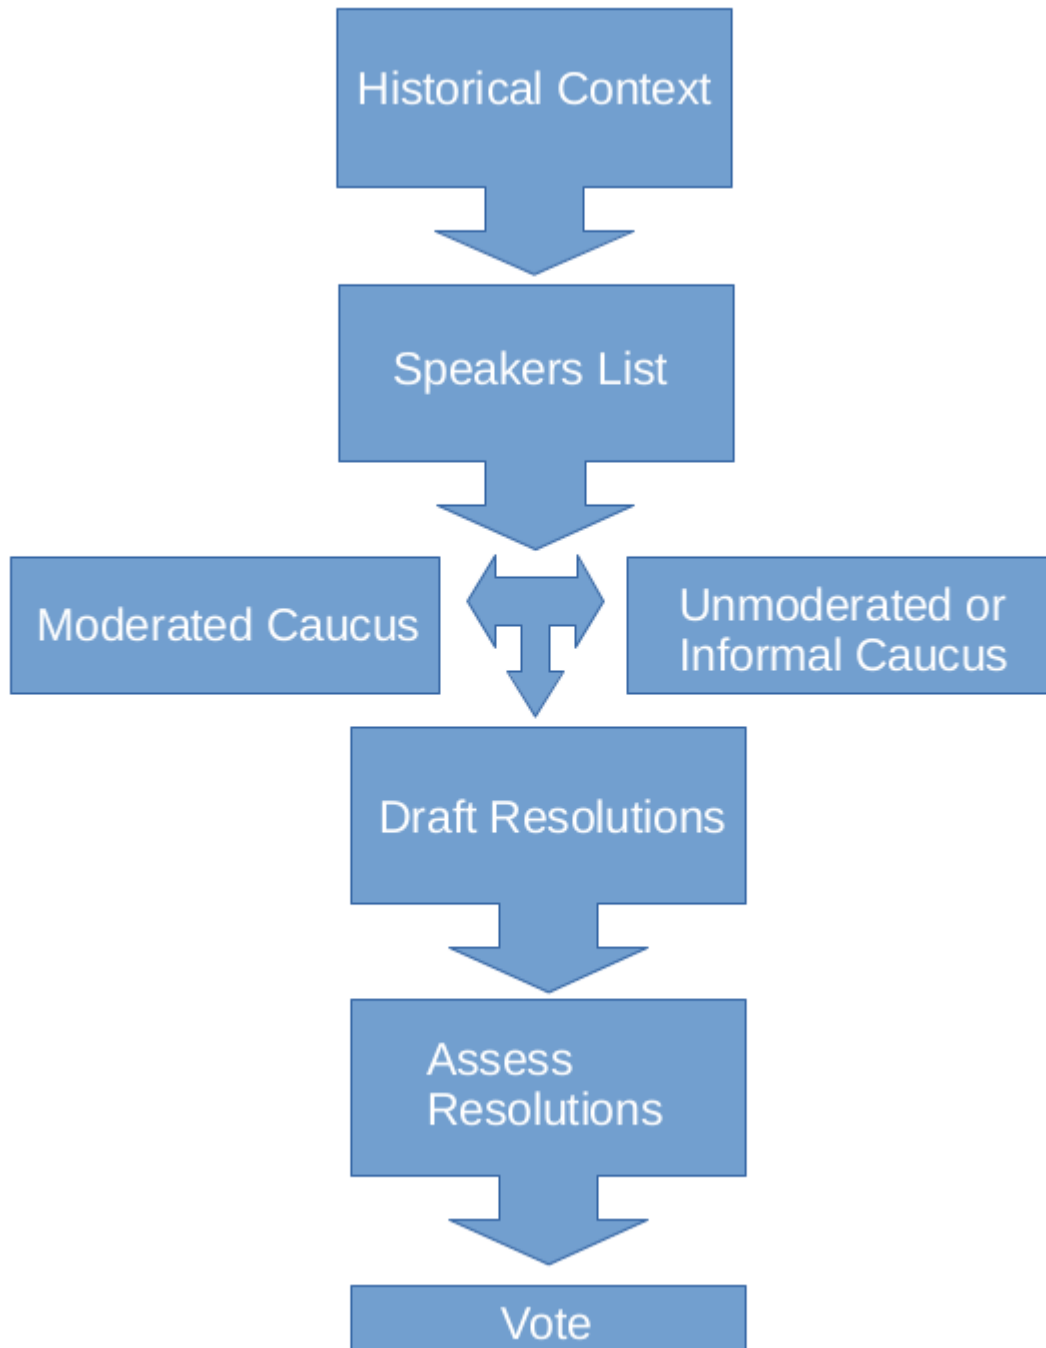 Historical Context
Speakers List
Moderated Caucus
Unmoderated or
Informal Caucus
Draft Resolutions
Assess
Resolutions
Vote